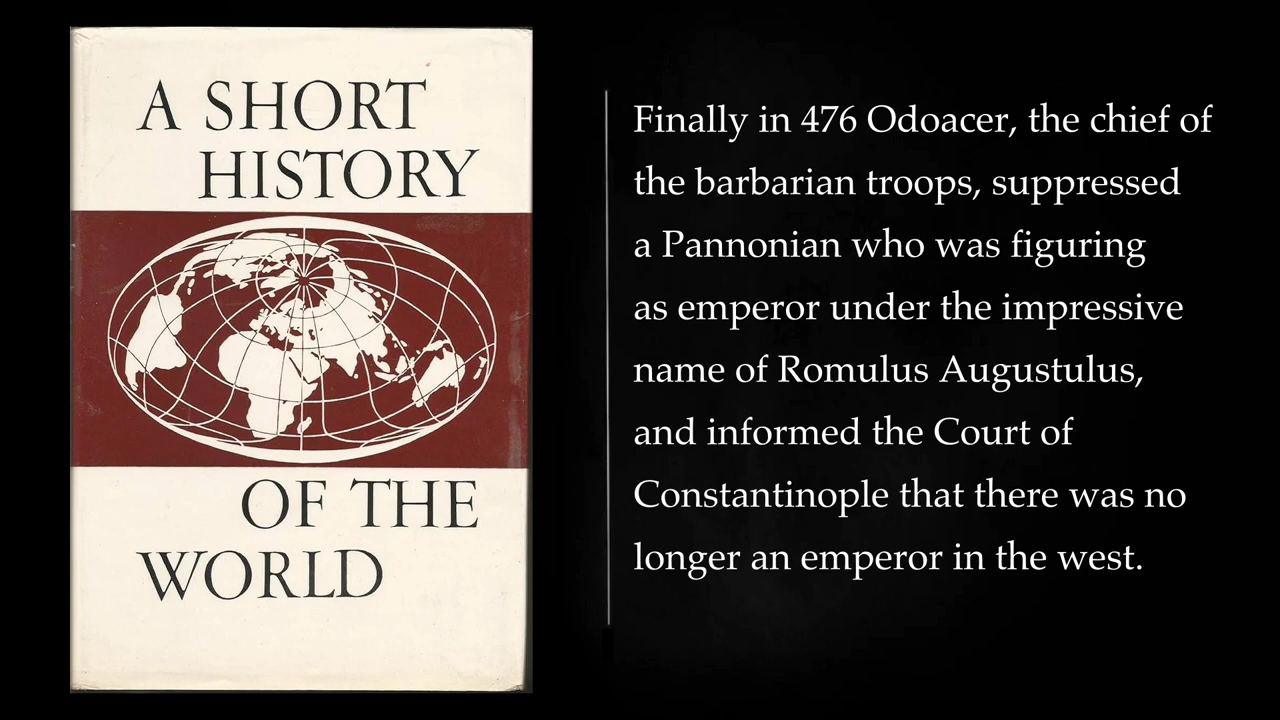 A SHORT
HISTORY
OF THE
WORLD
Finally in 476 Odoacer, the chief of
the barbarian troops, suppressed
a Pannonian who was figuring
as emperor under the impressive
name of Romulus Augustulus,
and informed the Court of
Constantinople that there was no
longer an emperor in the west.